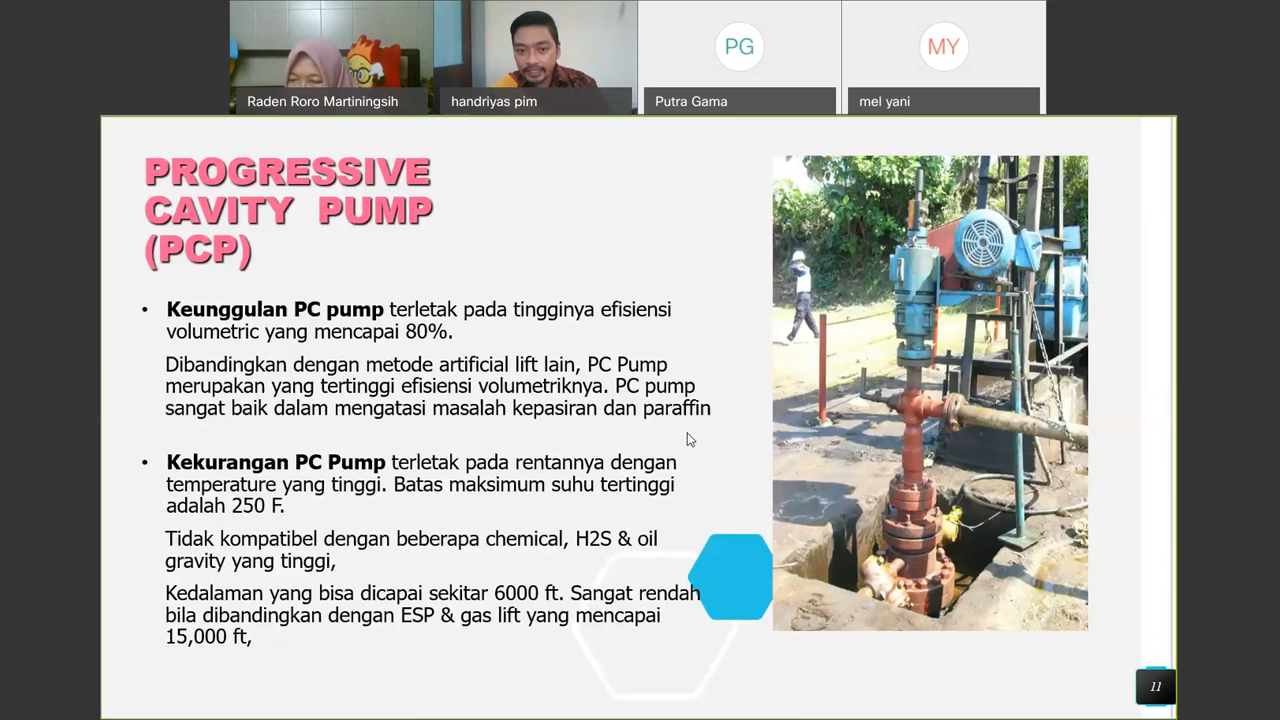 PG
MY
Raden Roro Martiningsih
handriyas pim
Putra Gama
mel yani
PROGRESSIVE
CAVITY PUMP
(PCP)
• Keunggulan PC pump terletak pada tingginya efisiensi
volumetric yang mencapai 80%.
Dibandingkan dengan metode artificial lift lain, PC Pump
merupakan yang tertinggi efisiensi volumetriknya. PC pump
sangat baik dalam mengatasi masalah kepasiran dan paraffin
• Kekurangan PC Pump terletak pada rentannya dengan
temperature yang tinggi. Batas maksimum suhu tertinggi
adalah 250 F.
Tidak kompatibel dengan beberapa chemical, H2S & oil
gravity yang tinggi,
Kedalaman yang bisa dicapai sekitar 6000 ft. Sangat rendah
bila dibandingkan dengan ESP & gas lift yang mencapai
15,000 ft,
11